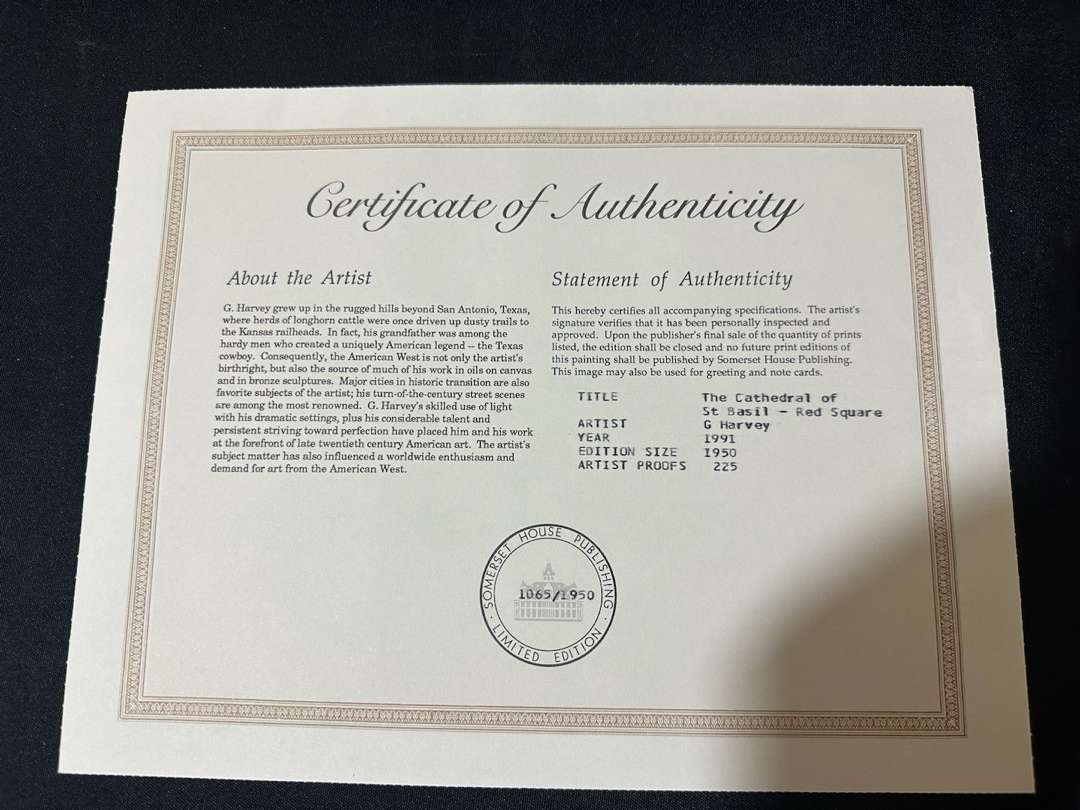 Certificate of Authenticity
About the Artist
G. Harvey grew up in the rugged hills beyond San Antonio, Texas,
where herds of longhorn cattle were once driven up dusty trails to
the Kansas railheads. In fact, his grandfather was among the
hardy men who created a uniquely American legend -- the Texas
cowboy. Consequently, the American West is not only the artist's
birthright, but also the source of much of his work in oils on canvas
and in bronze sculptures. Major cities in historic transition are also
favorite subjects of the artist; his turn-of-the-century street scenes
are among the most renowned. G. Harvey's skilled use of light
with his dramatic settings, plus his considerable talent and
persistent striving toward perfection have placed him and his work
at the forefront of late twentieth century American art. The artist's
subject matter has also influenced a worldwide enthusiasm and
demand for art from the American West.
Statement of Authenticity
This hereby certifies all accompanying specifications. The artist's
signature verifies that it has been personally inspected and
approved. Upon the publisher's final sale of the quantity of prints
listed, the edition shall be closed and no future print editions of
this painting shall be published by Somerset House Publishing.
This image may also be used for greeting and note cards.
TITLE The Cathedral of
St Basil - Red Square
ARTIST G Harvey
YEAR 1991
EDITION SIZE 1950
ARTIST PROOFS 225
SOMERSET HOUSE PUBLISHING
1065/1950
· LIMITED EDITION ·